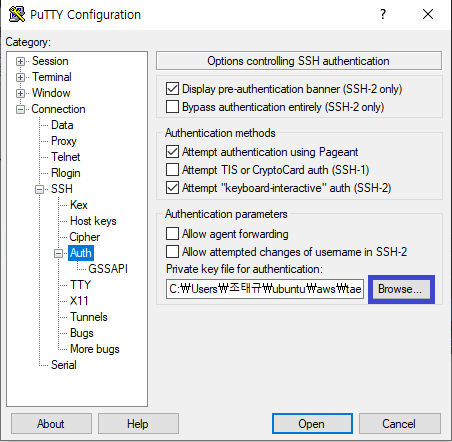 PuTTY Configuration
?
Category:
Session
Terminal
Window
Connection
Data
Proxy
Telnet
Rlogin
SSH
Kex
Host keys
Cipher
Auth
GSSAPI
TTY
X11
Tunnels
Bugs
More bugs
Serial
Options controlling SSH authentication
Display pre-authentication banner (SSH-2 only)
Bypass authentication entirely (SSH-2 only)
Authentication methods
Attempt authentication using Pageant
Attempt TIS or CryptoCard auth (SSH-1)
Attempt "keyboard-interactive" auth (SSH-2)
Authentication parameters
Allow agent forwarding
Allow attempted changes of username in SSH-2
Private key file for authentication:
C:₩Users₩조태규₩ubuntu₩aws₩tae
Browse...
About
Help
Open
Cancel